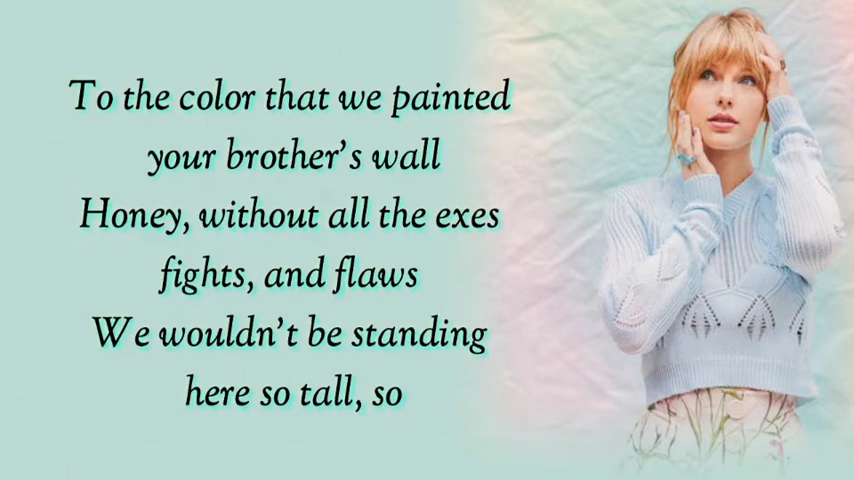 To the color that we painted
your brother's wall
Honey, without all the exes
fights, and flaws
We wouldn't be standing
here so tall, so